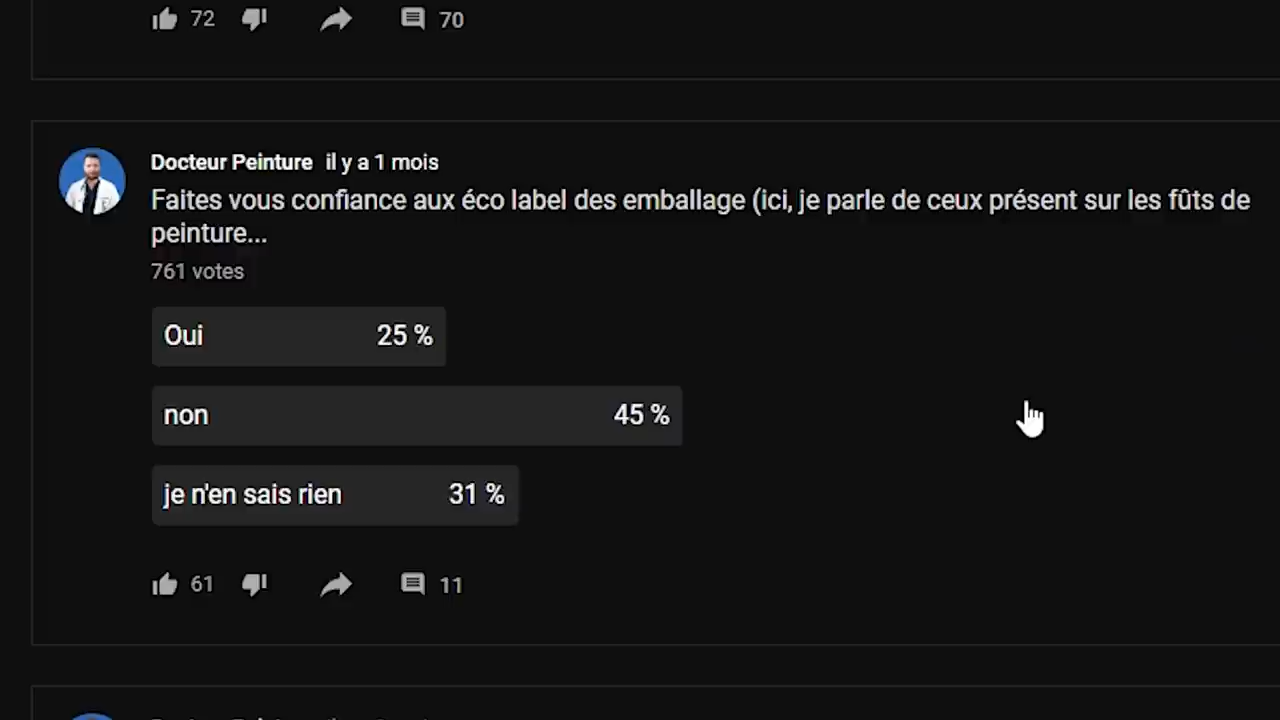 72 70
Docteur Peinture il y a 1 mois
Faites vous confiance aux éco label des emballage (ici, je parle de ceux présent sur les fûts de
peinture...
761 votes
Oui 25 %
non 45 %
je n'en sais rien 31 %
61 11